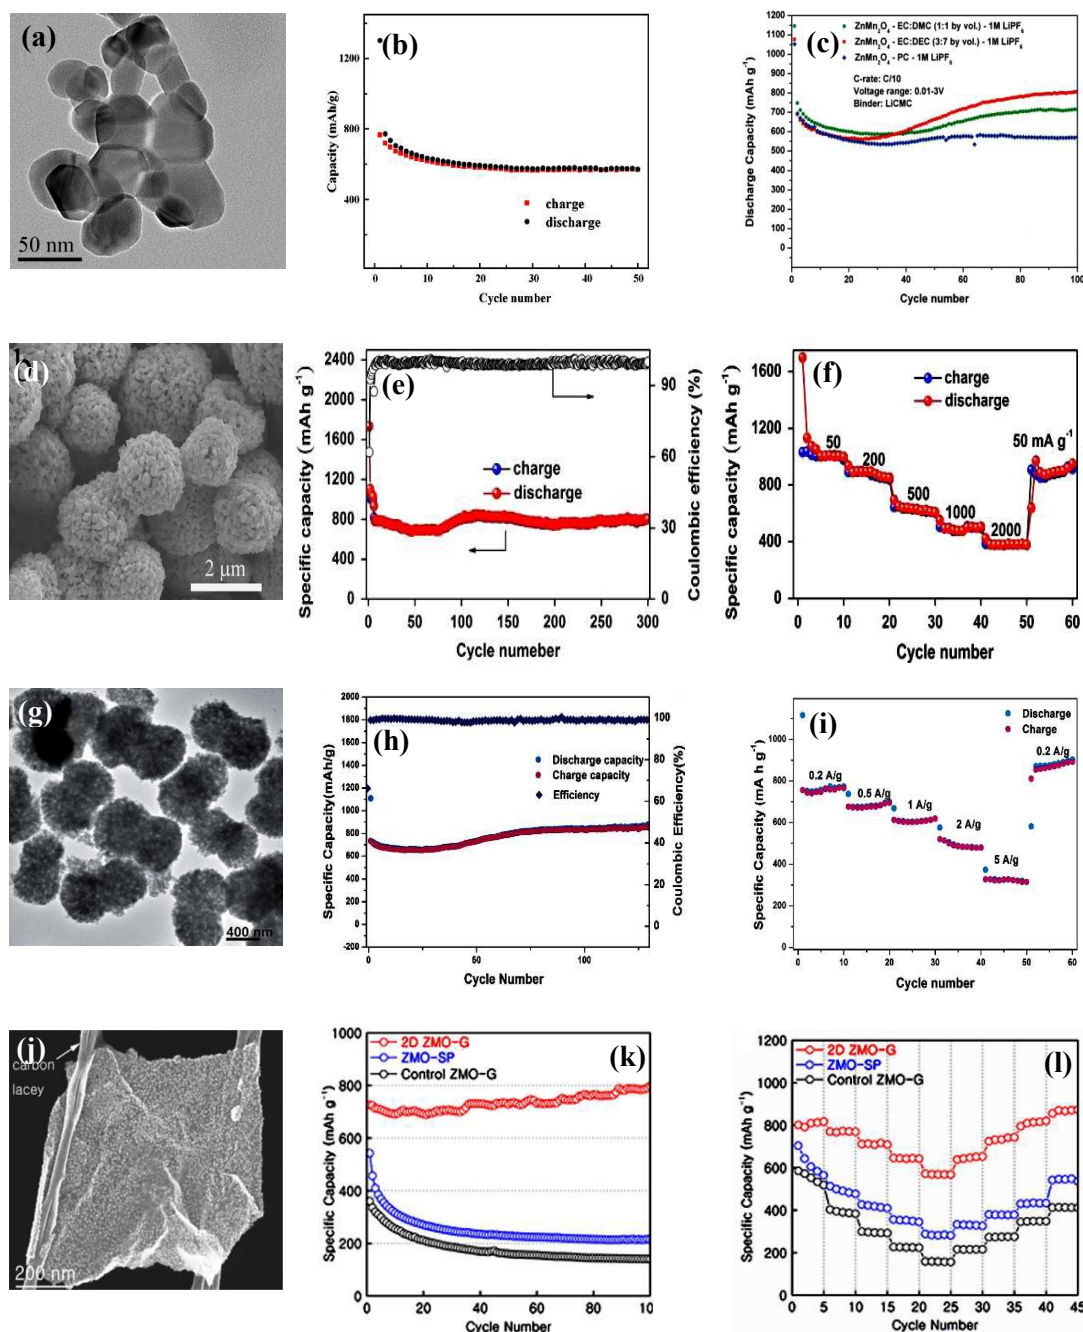 (a)
50 nm
(b)
Capacity (mAh/g)
1200
800
400
charge
discharge
0 10 20 30 40 50
Cycle number
(c)
ZnMn2O4 - EC:DMC (1:1 by vol.) - 1M LiPF6
ZnMn2O4 - EC:DEC (3:7 by vol.) - 1M LiPF6
ZnMn2O4 - PC - 1M LiPF6
C-rate: C/10
Voltage range: 0.01-3V
Binder: LiCMC
Discharge Capacity (mAh g-1)
1200
1100
1000
900
800
700
600
500
400
300
200
100
0
0 20 40 60 80 100
Cycle number
(d)
2 μm
(e)
Specific capacity (mAh g-1)
2400
2100
1800
1500
1200
900
600
300
0
Coulombic efficiency (%)
90
60
30
0
charge
discharge
0 50 100 150 200 250 300
Cycle numeber
(f)
Specific capacity (mAh g-1)
1600
1200
800
400
0
charge
discharge
50
200
500
1000
2000
50 mA g-1
0 10 20 30 40 50 60
Cycle number
(g)
400 nm
(h)
Specific Capacity(mAh/g)
2000
1800
1600
1400
1200
1000
800
600
400
200
0
-200
Coulombic Efficiency(%)
100
80
60
40
20
0
Discharge capacity
Charge capacity
Efficiency
0 50 100
Cycle Number
(i)
Specific Capacity (mA h g-1)
1000
800
600
400
200
0
Discharge
Charge
0.2 A/g
0.5 A/g
1 A/g
2 A/g
5 A/g
0.2 A/g
0 10 20 30 40 50 60
Cycle number
(j)
carbon
lacey
200 nm
(k)
Specific Capacity (mAh g-1)
1000
800
600
400
200
0
2D ZMO-G
ZMO-SP
Control ZMO-G
0 20 40 60 80 100
Cycle Number
(l)
Specific Capacity (mAh g-1)
1200
1000
800
600
400
200
0
2D ZMO-G
ZMO-SP
Control ZMO-G
0 5 10 15 20 25 30 35 40 45
Cycle Number